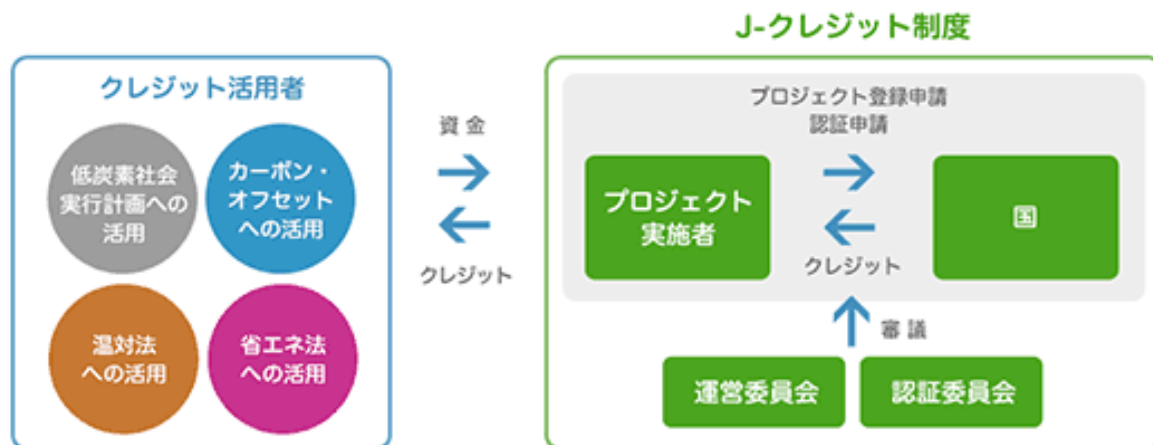 J-クレジット制度
クレジット活用者
低炭素社会
実行計画への
活用
カーボン・
オフセット
への活用
温対法
への活用
省エネ法
への活用
資金
クレジット
プロジェクト登録申請
認証申請
プロジェクト
実施者
国
クレジット
審議
運営委員会
認証委員会